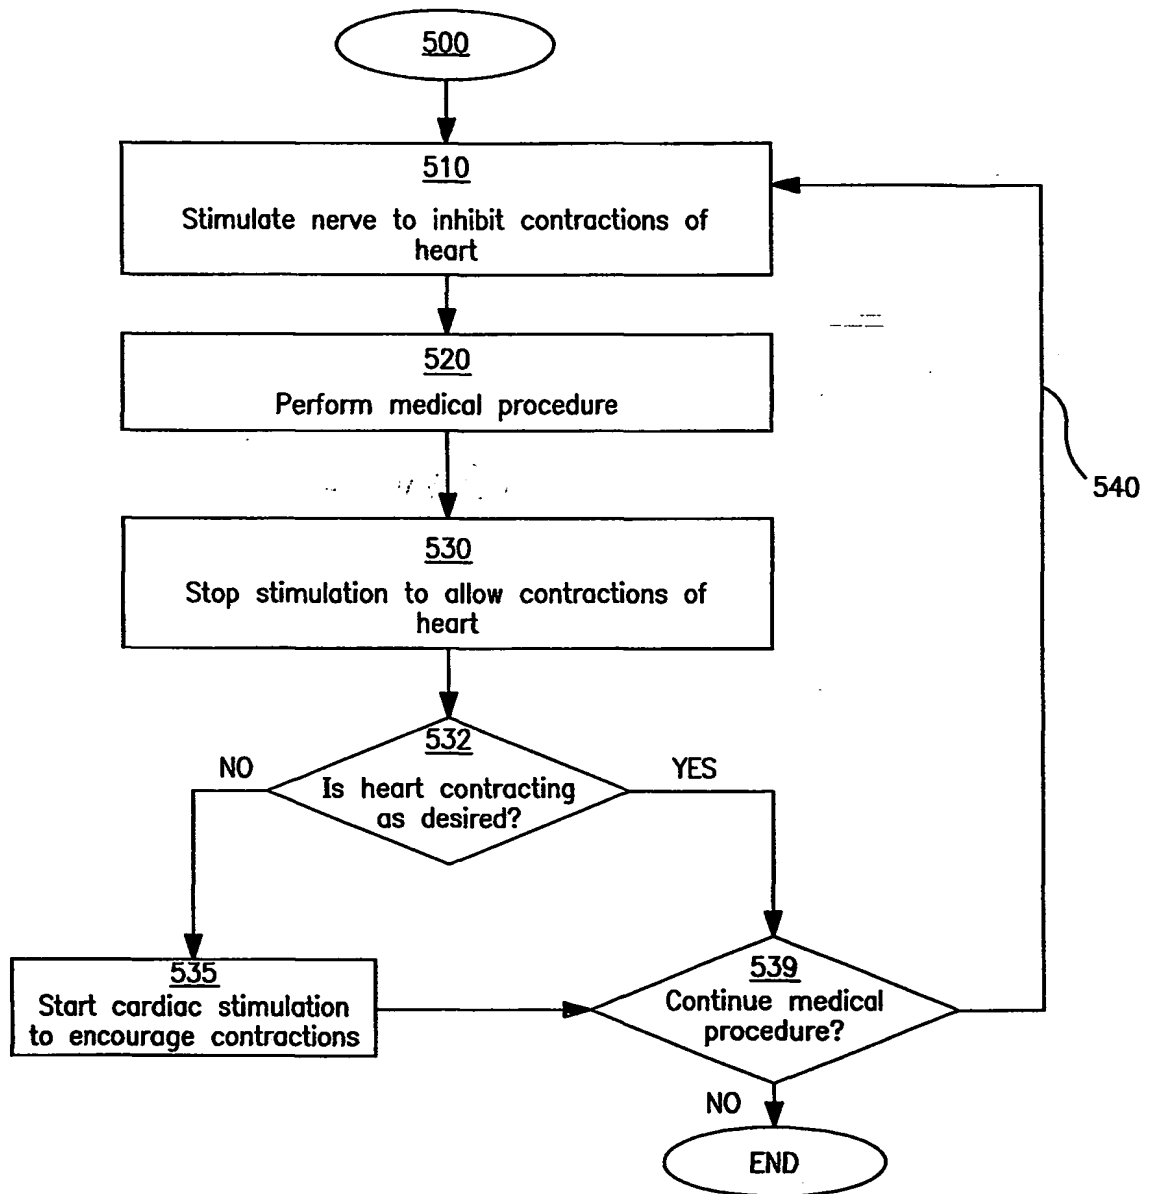 500
510
Stimulate nerve to inhibit contractions of
heart
520
Perform medical procedure
540
530
Stop stimulation to allow contractions of
heart
532
NO
Is heart contracting
as desired?
YES
535
Start cardiac stimulation
to encourage contractions
539
Continue medical
procedure?
NO
END